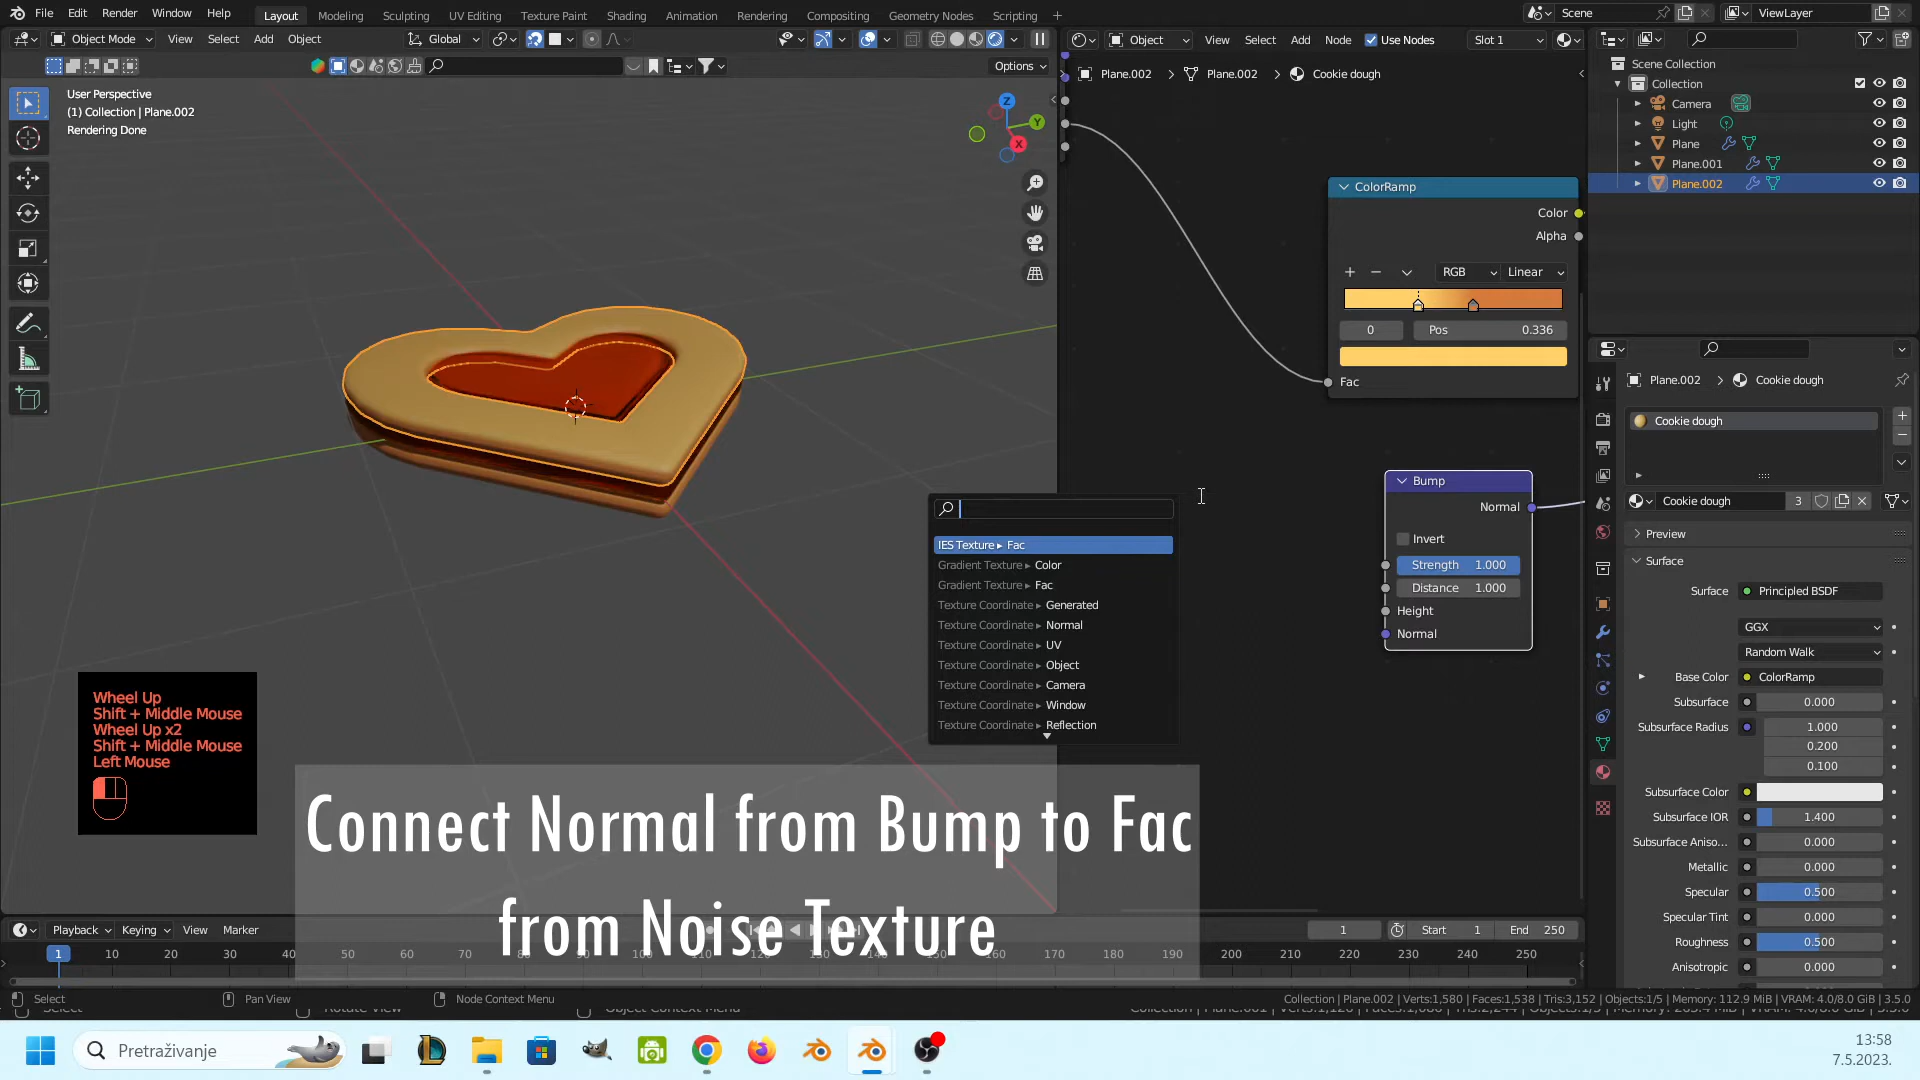 File Edit Render Window Help Layout Modeling Sculpting UV Editing Texture Paint Shading Animation Rendering Compositing Geometry Nodes Scripting + Scene ViewLayer
Object Mode View Select Add Object Global Object View Select Add Node Use Nodes Slot 1
Options
Plane.002 > Plane.002 > Cookie dough
User Perspective
(1) Collection | Plane.002
Rendering Done
Z
Y
X
Scene Collection
Collection
Camera
Light
Plane
Plane.001
Plane.002
ColorRamp
Color
Alpha
RGB Linear
0 Pos 0.336
Fac
Bump
Normal
Invert
Strength 1.000
Distance 1.000
Height
Normal
IES Texture ▸ Fac
Gradient Texture ▸ Color
Gradient Texture ▸ Fac
Texture Coordinate ▸ Generated
Texture Coordinate ▸ Normal
Texture Coordinate ▸ UV
Texture Coordinate ▸ Object
Texture Coordinate ▸ Camera
Texture Coordinate ▸ Window
Texture Coordinate ▸ Reflection
Plane.002 > Cookie dough
Cookie dough
Cookie dough 3
Preview
Surface
Surface Principled BSDF
GGX
Random Walk
Base Color ColorRamp
Subsurface 0.000
Subsurface Radius 1.000
0.200
0.100
Subsurface Color
Subsurface IOR 1.400
Subsurface Aniso... 0.000
Metallic 0.000
Specular 0.500
Specular Tint 0.000
Roughness 0.500
Anisotropic 0.000
Wheel Up
Shift + Middle Mouse
Wheel Up x2
Shift + Middle Mouse
Left Mouse
Connect Normal from Bump to Fac
from Noise Texture
Playback Keying View Marker 1 Start 1 End 250
1 10 20 30 40 50 60 70 80 90 100 110 120 130 140 150 160 170 180 190 200 210 220 230 240 250
Select Pan View Node Context Menu Collection | Plane.002 | Verts:1,580 | Faces:1,538 | Tris:3,152 | Objects:1/5 | Memory: 112.9 MiB | VRAM: 4.0/8.0 GiB | 3.5.0
Pretraživanje
13:58
7.5.2023.